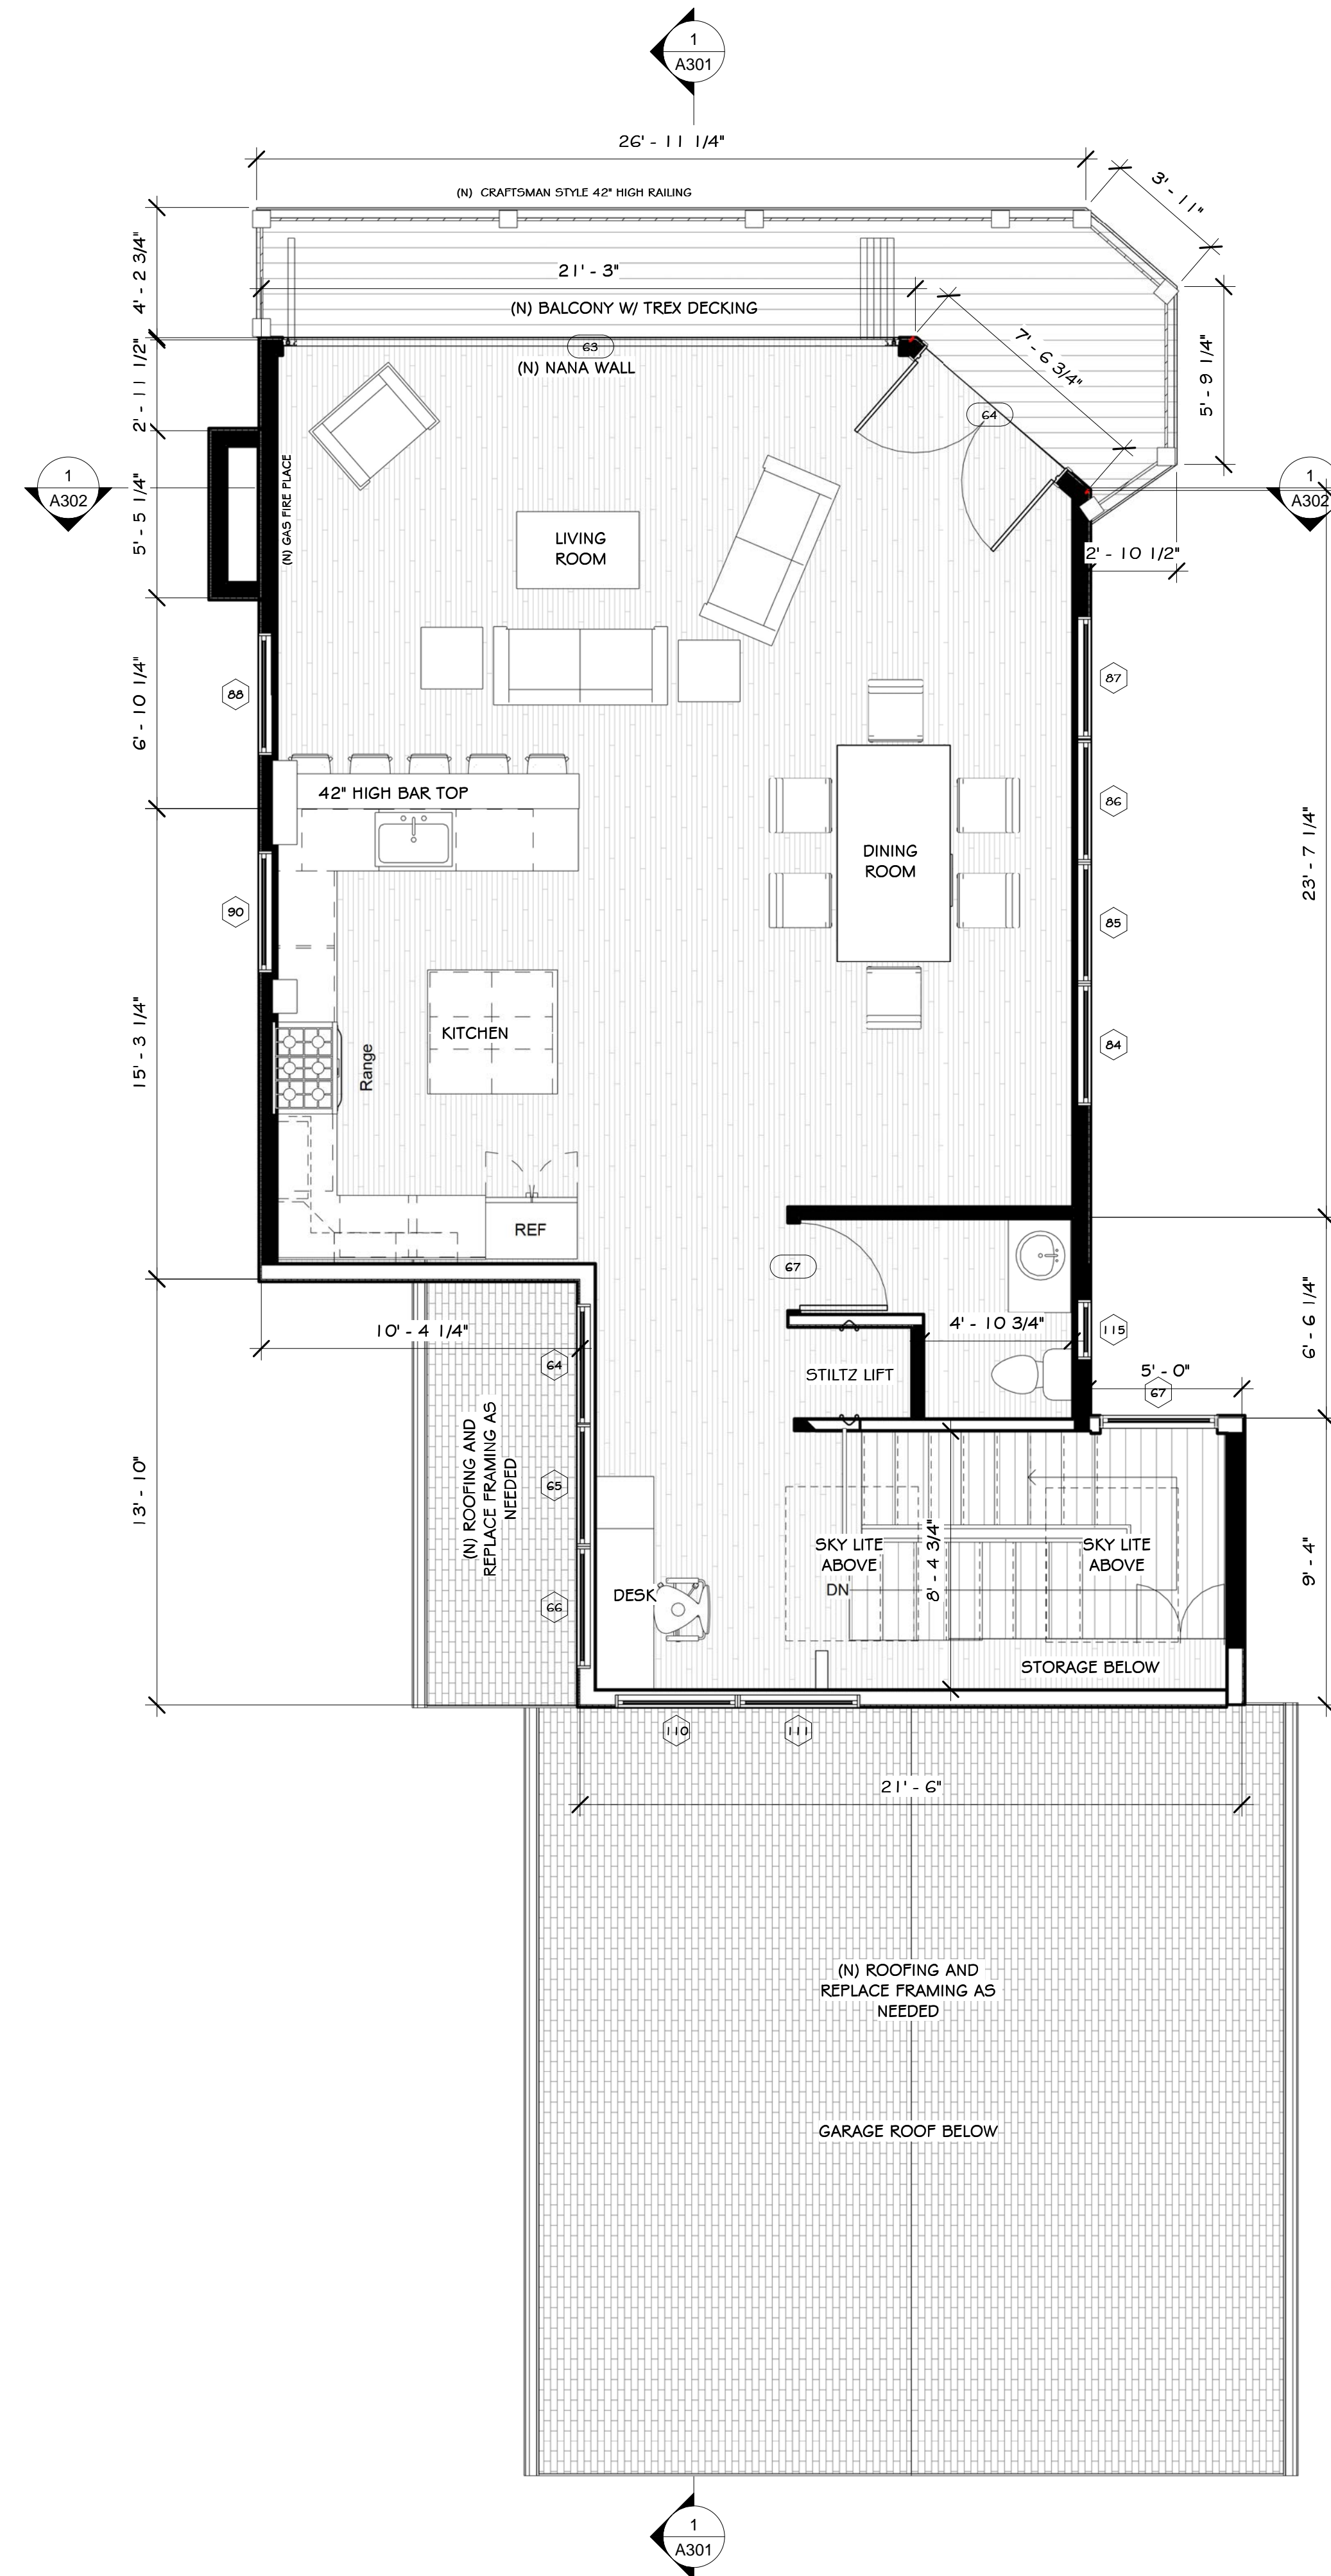 1
A301
26' - 11 1/4"
(N) CRAFTSMAN STYLE 42" HIGH RAILING
3' - 11"
4' - 2 3/4"
21' - 3"
(N) BALCONY W/ TREX DECKING
63
(N) NANA WALL
7' - 6 3/4"
64
5' - 9 1/4"
2' - 11 1/2"
1
A302
5' - 5 1/4"
(N) GAS FIRE PLACE
1
A302
LIVING
ROOM
2' - 10 1/2"
88
6' - 10 1/4"
87
42" HIGH BAR TOP
86
DINING
ROOM
23' - 7 1/4"
90
85
15' - 3 1/4"
KITCHEN
Range
84
REF
67
10' - 4 1/4"
4' - 10 3/4"
115
6' - 6 1/4"
64
STILTZ LIFT
5' - 0"
67
(N) ROOFING AND
REPLACE FRAMING AS
NEEDED
65
13' - 10"
SKY LITE
ABOVE
8' - 4 3/4"
SKY LITE
ABOVE
9' - 4"
66
DESK
DN
STORAGE BELOW
110
111
21' - 6"
(N) ROOFING AND
REPLACE FRAMING AS
NEEDED
GARAGE ROOF BELOW
1
A301